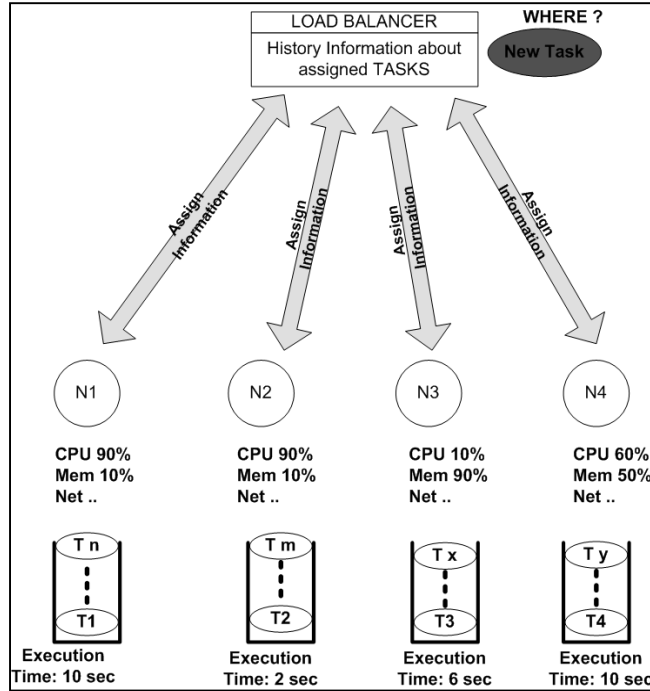 LOAD BALANCER
WHERE ?
History Information about
assigned TASKS
New Task
Assign
Information
Assign
Information
Assign
Information
Assign
Information
N1
N2
N3
N4
CPU 90%
Mem 10%
Net ..
CPU 90%
Mem 10%
Net ..
CPU 10%
Mem 90%
Net ..
CPU 60%
Mem 50%
Net ..
T n
T1
T m
T2
T x
T3
T y
T4
Execution
Time: 10 sec
Execution
Time: 2 sec
Execution
Time: 6 sec
Execution
Time: 10 sec